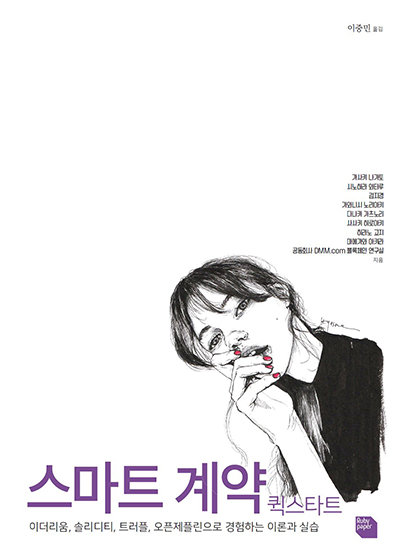 이중민 옮김
가사키 나가토
시노하라 와타루
김지경
가와니시 노리아키
다나카 가즈노리
사사키 히로아키
히라노 고지
마에가와 아키라
공동회사 DMM.com 블록체인 연구실
지음
스마트 계약 퀵스타트
이더리움, 솔리디티, 트러플, 오픈제플린으로 경험하는 이론과 실습
Ruby
paper